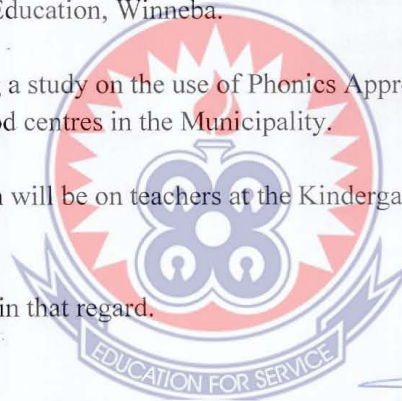 Education, Winneba.
a study on the use of Phonics Appr
od centres in the Municipality.
n will be on teachers at the Kinderga
in that regard.
EDUCATION FOR SERVICE